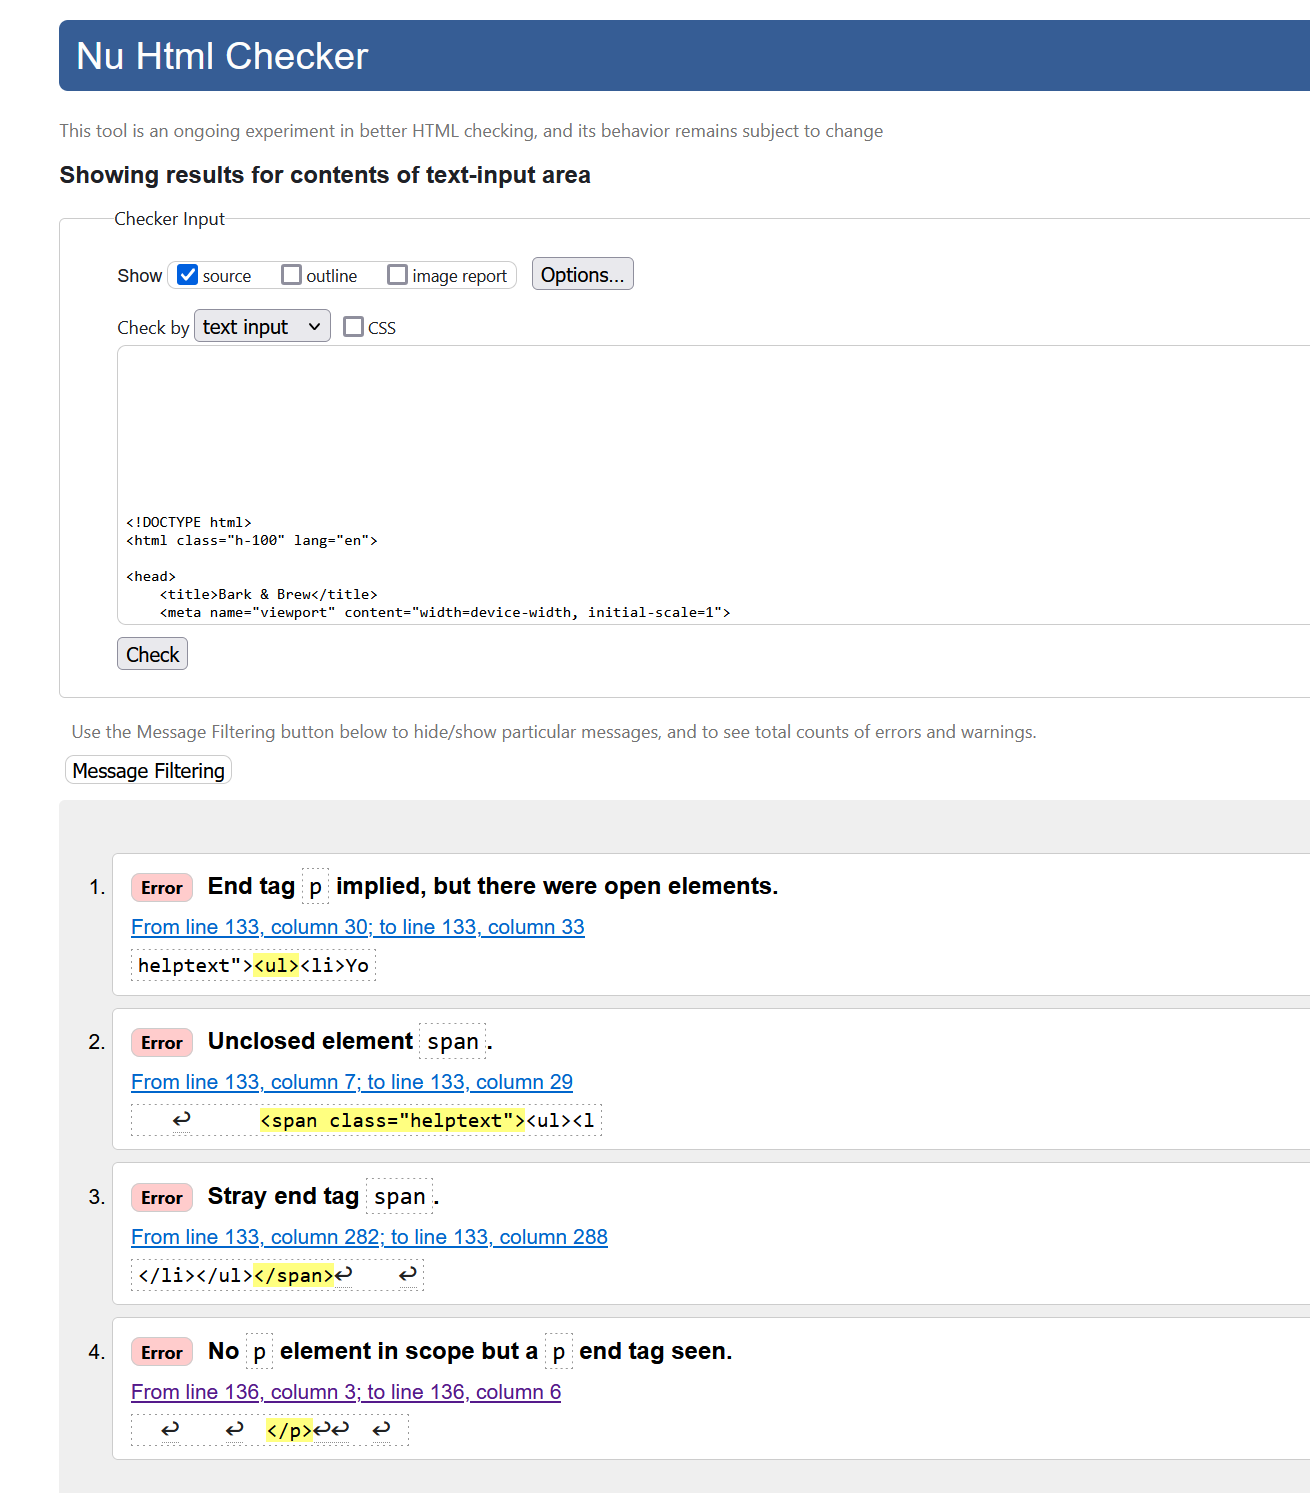 Nu Html Checker
This tool is an ongoing experiment in better HTML checking, and its behavior remains subject to change
Showing results for contents of text-input area
Checker Input
Show source outline image report Options...
Check by text input CSS
<!DOCTYPE html>
<html class="h-100" lang="en">
<head>
<title>Bark & Brew</title>
<meta name="viewport" content="width=device-width, initial-scale=1">
Check
Use the Message Filtering button below to hide/show particular messages, and to see total counts of errors and warnings.
Message Filtering
1. Error End tag p implied, but there were open elements.
From line 133, column 30; to line 133, column 33
helptext"><ul><li>Yo
2. Error Unclosed element span.
From line 133, column 7; to line 133, column 29
↩ <span class="helptext"><ul><l
3. Error Stray end tag span.
From line 133, column 282; to line 133, column 288
</li></ul></span>↩ ↩
4. Error No p element in scope but a p end tag seen.
From line 136, column 3; to line 136, column 6
↩ ↩ </p>↩↩ ↩